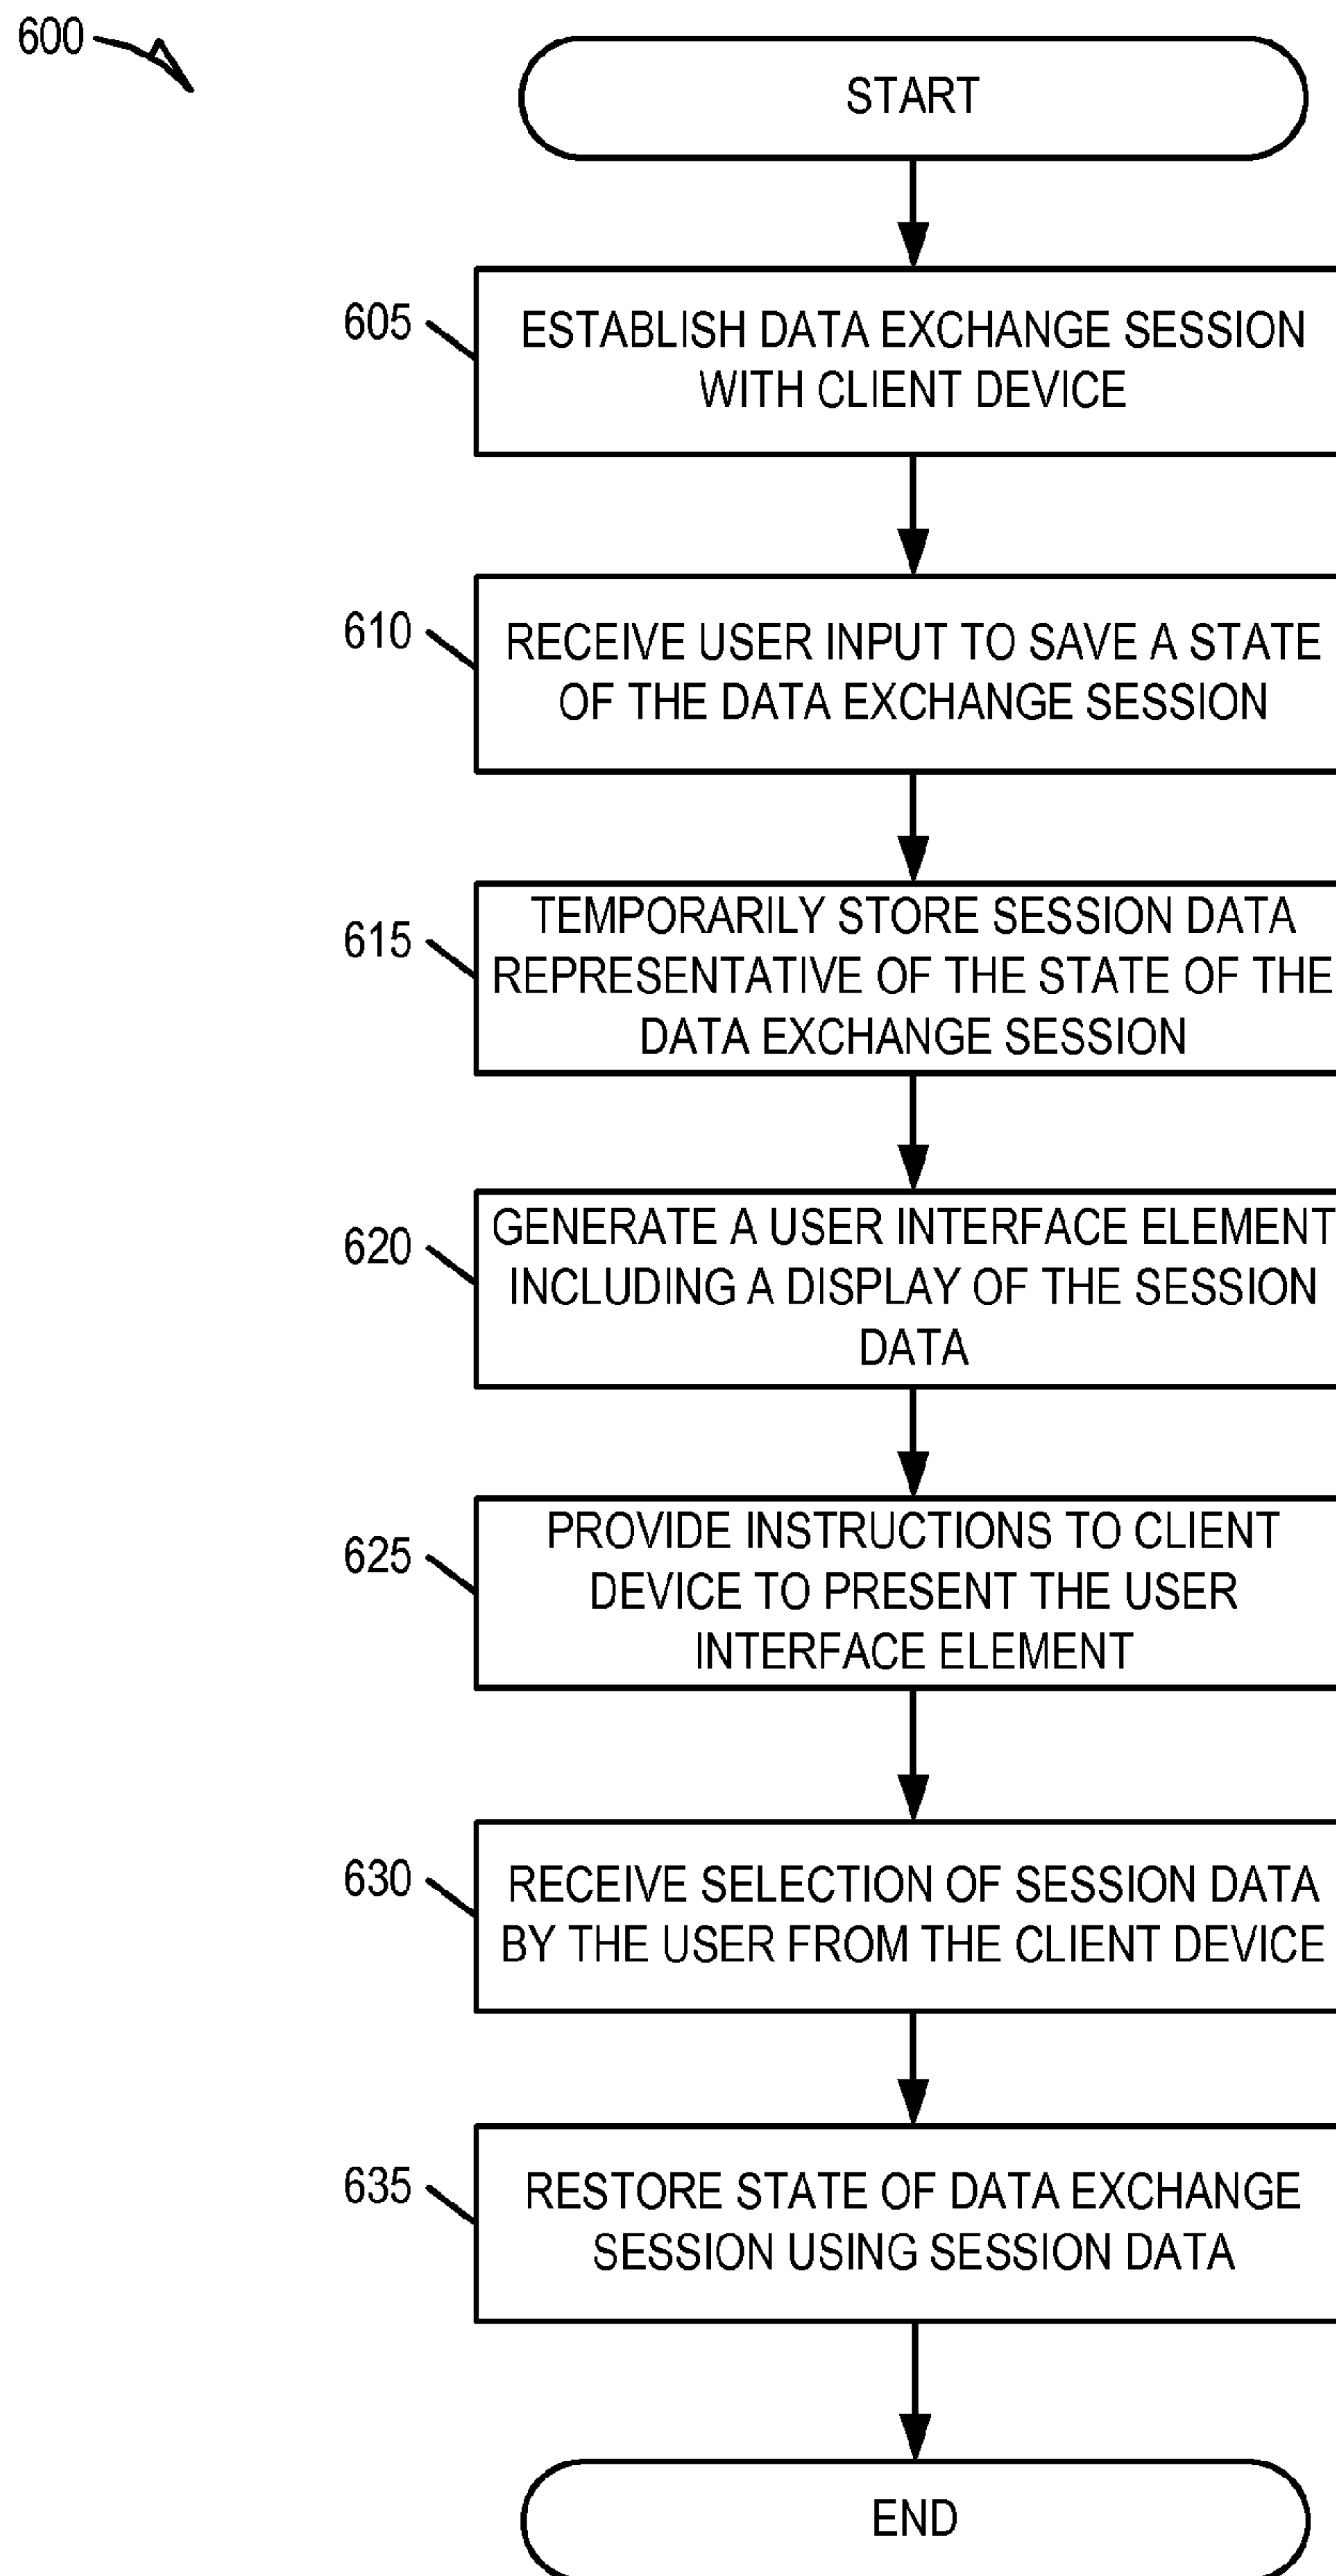 600
START
605
ESTABLISH DATA EXCHANGE SESSION
WITH CLIENT DEVICE
610
RECEIVE USER INPUT TO SAVE A STATE
OF THE DATA EXCHANGE SESSION
615
TEMPORARILY STORE SESSION DATA
REPRESENTATIVE OF THE STATE OF THE
DATA EXCHANGE SESSION
620
GENERATE A USER INTERFACE ELEMENT
INCLUDING A DISPLAY OF THE SESSION
DATA
625
PROVIDE INSTRUCTIONS TO CLIENT
DEVICE TO PRESENT THE USER
INTERFACE ELEMENT
630
RECEIVE SELECTION OF SESSION DATA
BY THE USER FROM THE CLIENT DEVICE
635
RESTORE STATE OF DATA EXCHANGE
SESSION USING SESSION DATA
END